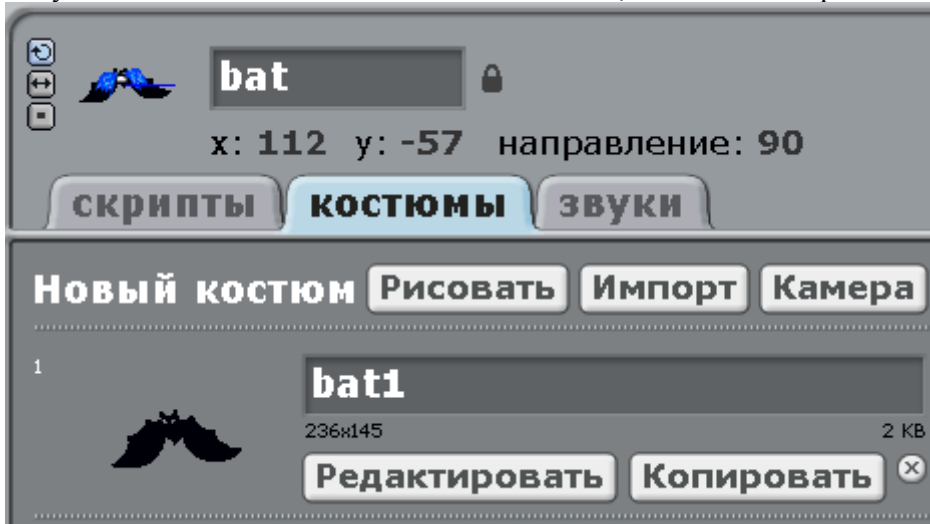 bat
x: 112 y: -57 направление: 90
скрипты костюмы звуки
Новый костюм Рисовать Импорт Камера
1
bat1
236x145 2 KB
Редактировать Копировать